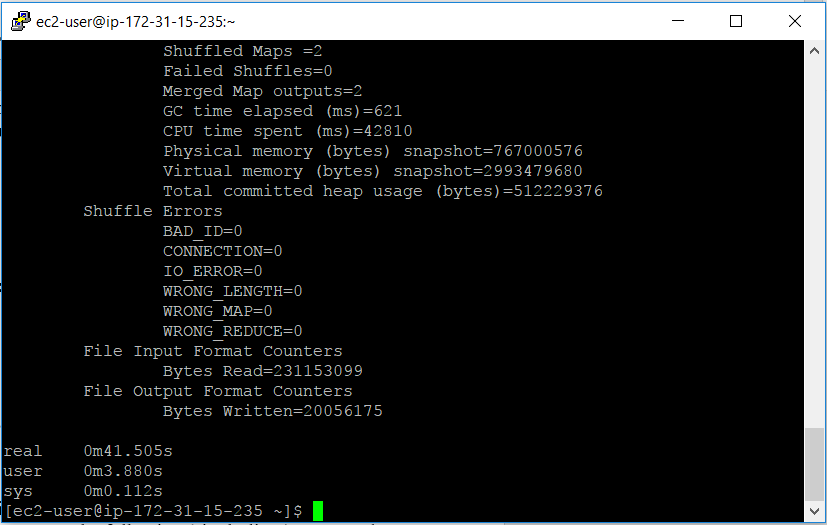 ec2-user@ip-172-31-15-235:~
Shuffled Maps =2
Failed Shuffles=0
Merged Map outputs=2
GC time elapsed (ms)=621
CPU time spent (ms)=42810
Physical memory (bytes) snapshot=767000576
Virtual memory (bytes) snapshot=2993479680
Total committed heap usage (bytes)=512229376
Shuffle Errors
BAD_ID=0
CONNECTION=0
IO_ERROR=0
WRONG_LENGTH=0
WRONG_MAP=0
WRONG_REDUCE=0
File Input Format Counters
Bytes Read=231153099
File Output Format Counters
Bytes Written=20056175
real 0m41.505s
user 0m3.880s
sys 0m0.112s
[ec2-user@ip-172-31-15-235 ~]$